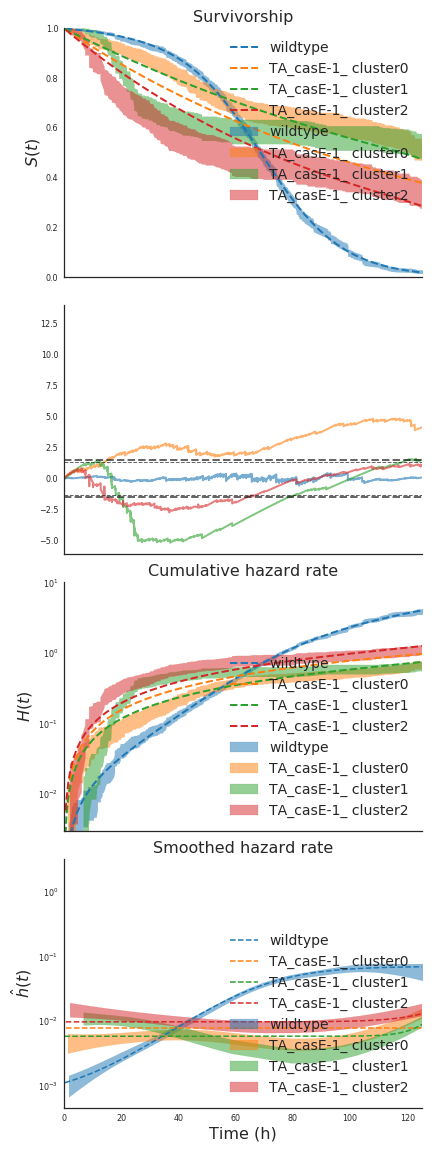 Survivorship
1.0
0.8
0.6
0.4
0.2
0.0
S(t)
wildtype
TA_casE-1_ cluster0
TA_casE-1_ cluster1
TA_casE-1_ cluster2
wildtype
TA_casE-1_ cluster0
TA_casE-1_ cluster1
TA_casE-1_ cluster2
12.5
10.0
7.5
5.0
2.5
0.0
−2.5
−5.0
Cumulative hazard rate
10¹
10⁰
10⁻¹
10⁻²
H(t)
wildtype
TA_casE-1_ cluster0
TA_casE-1_ cluster1
TA_casE-1_ cluster2
wildtype
TA_casE-1_ cluster0
TA_casE-1_ cluster1
TA_casE-1_ cluster2
Smoothed hazard rate
10⁰
10⁻¹
10⁻²
10⁻³
ĥ(t)
wildtype
TA_casE-1_ cluster0
TA_casE-1_ cluster1
TA_casE-1_ cluster2
wildtype
TA_casE-1_ cluster0
TA_casE-1_ cluster1
TA_casE-1_ cluster2
0 20 40 60 80 100 120
Time (h)